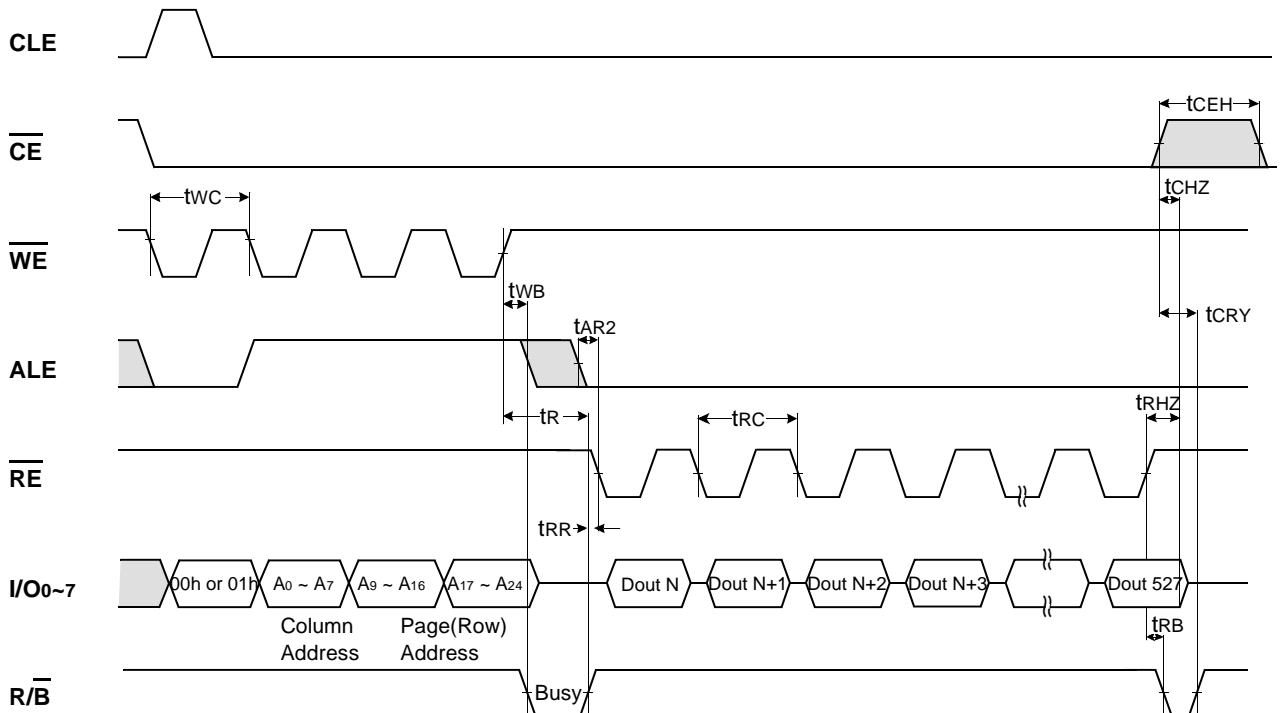 CLE
tCEH
CE
tCHZ
tWC
WE
tWB
tCRY
tAR2
ALE
tRHZ
tR
tRC
RE
tRR
I/O0~7
00h or 01h
A0 ~ A7
A9 ~ A16
A17 ~ A24
Dout N
Dout N+1
Dout N+2
Dout N+3
Dout 527
Column
Address
Page(Row)
Address
tRB
R/B
Busy